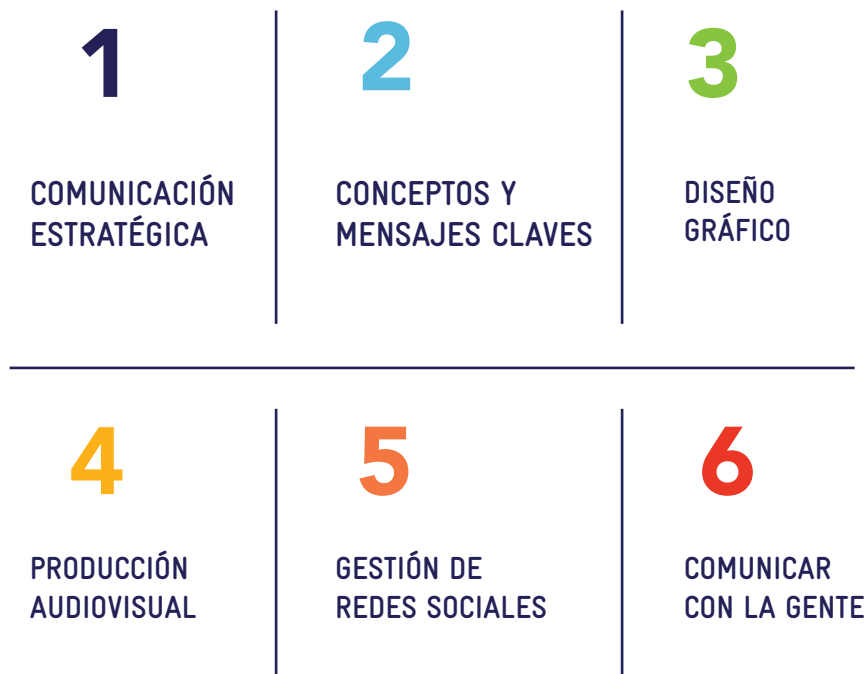 1
COMUNICACIÓN
ESTRATÉGICA
2
CONCEPTOS Y
MENSAJES CLAVES
3
DISEÑO
GRÁFICO
4
PRODUCCIÓN
AUDIOVISUAL
5
GESTIÓN DE
REDES SOCIALES
6
COMUNICAR
CON LA GENTE